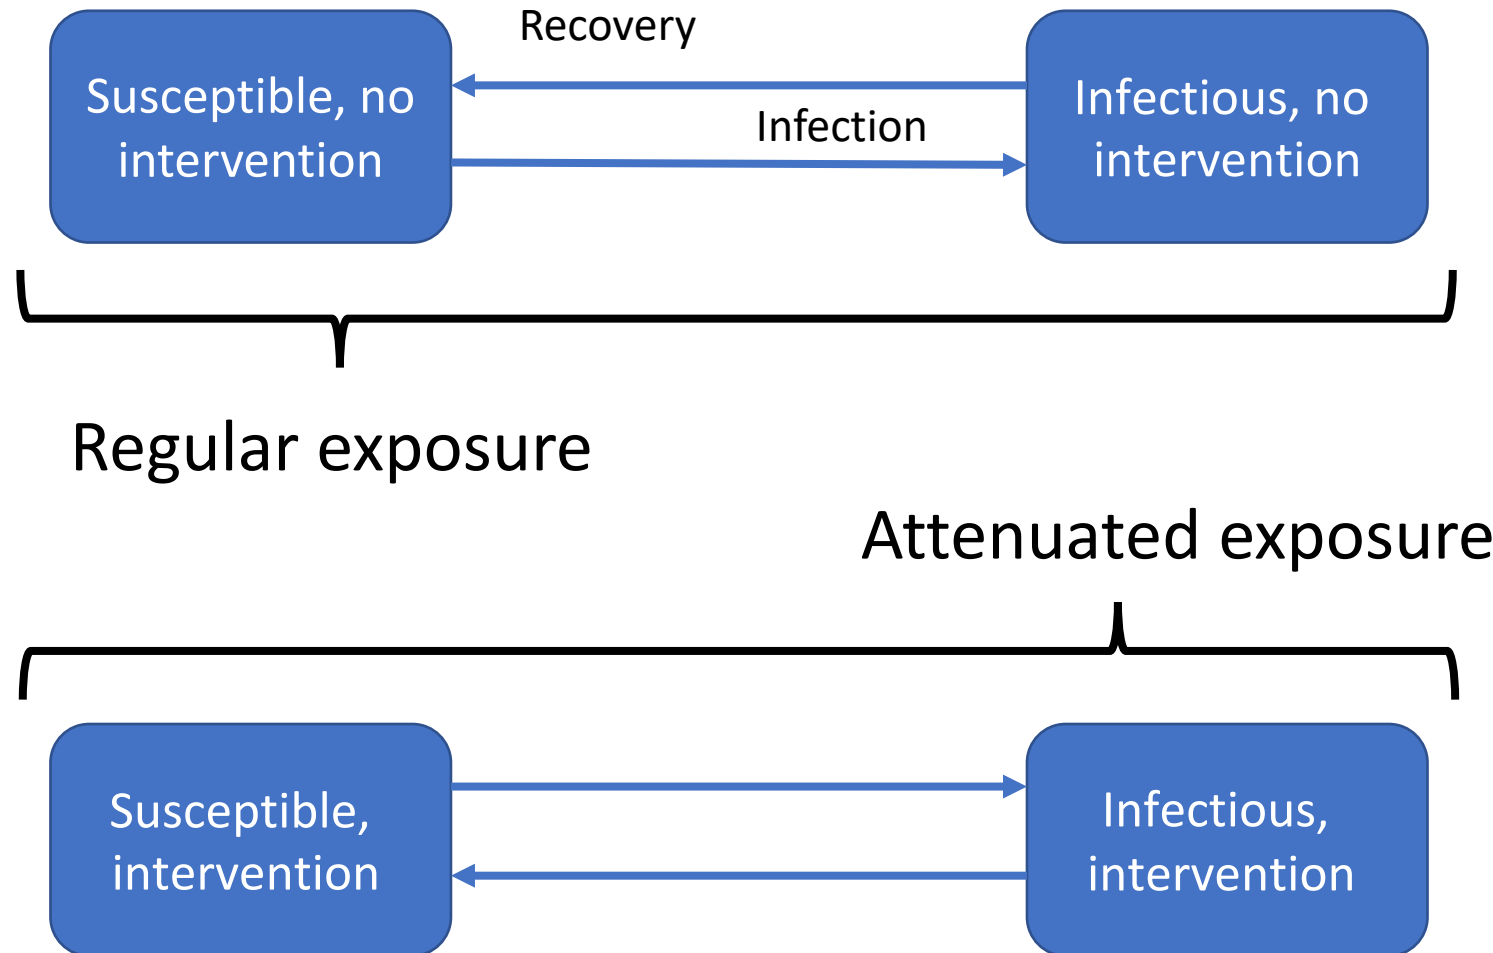 Recovery
Susceptible, no
intervention
Infection
Infectious, no
intervention
Regular exposure
Attenuated exposure
Susceptible,
intervention
Infectious,
intervention